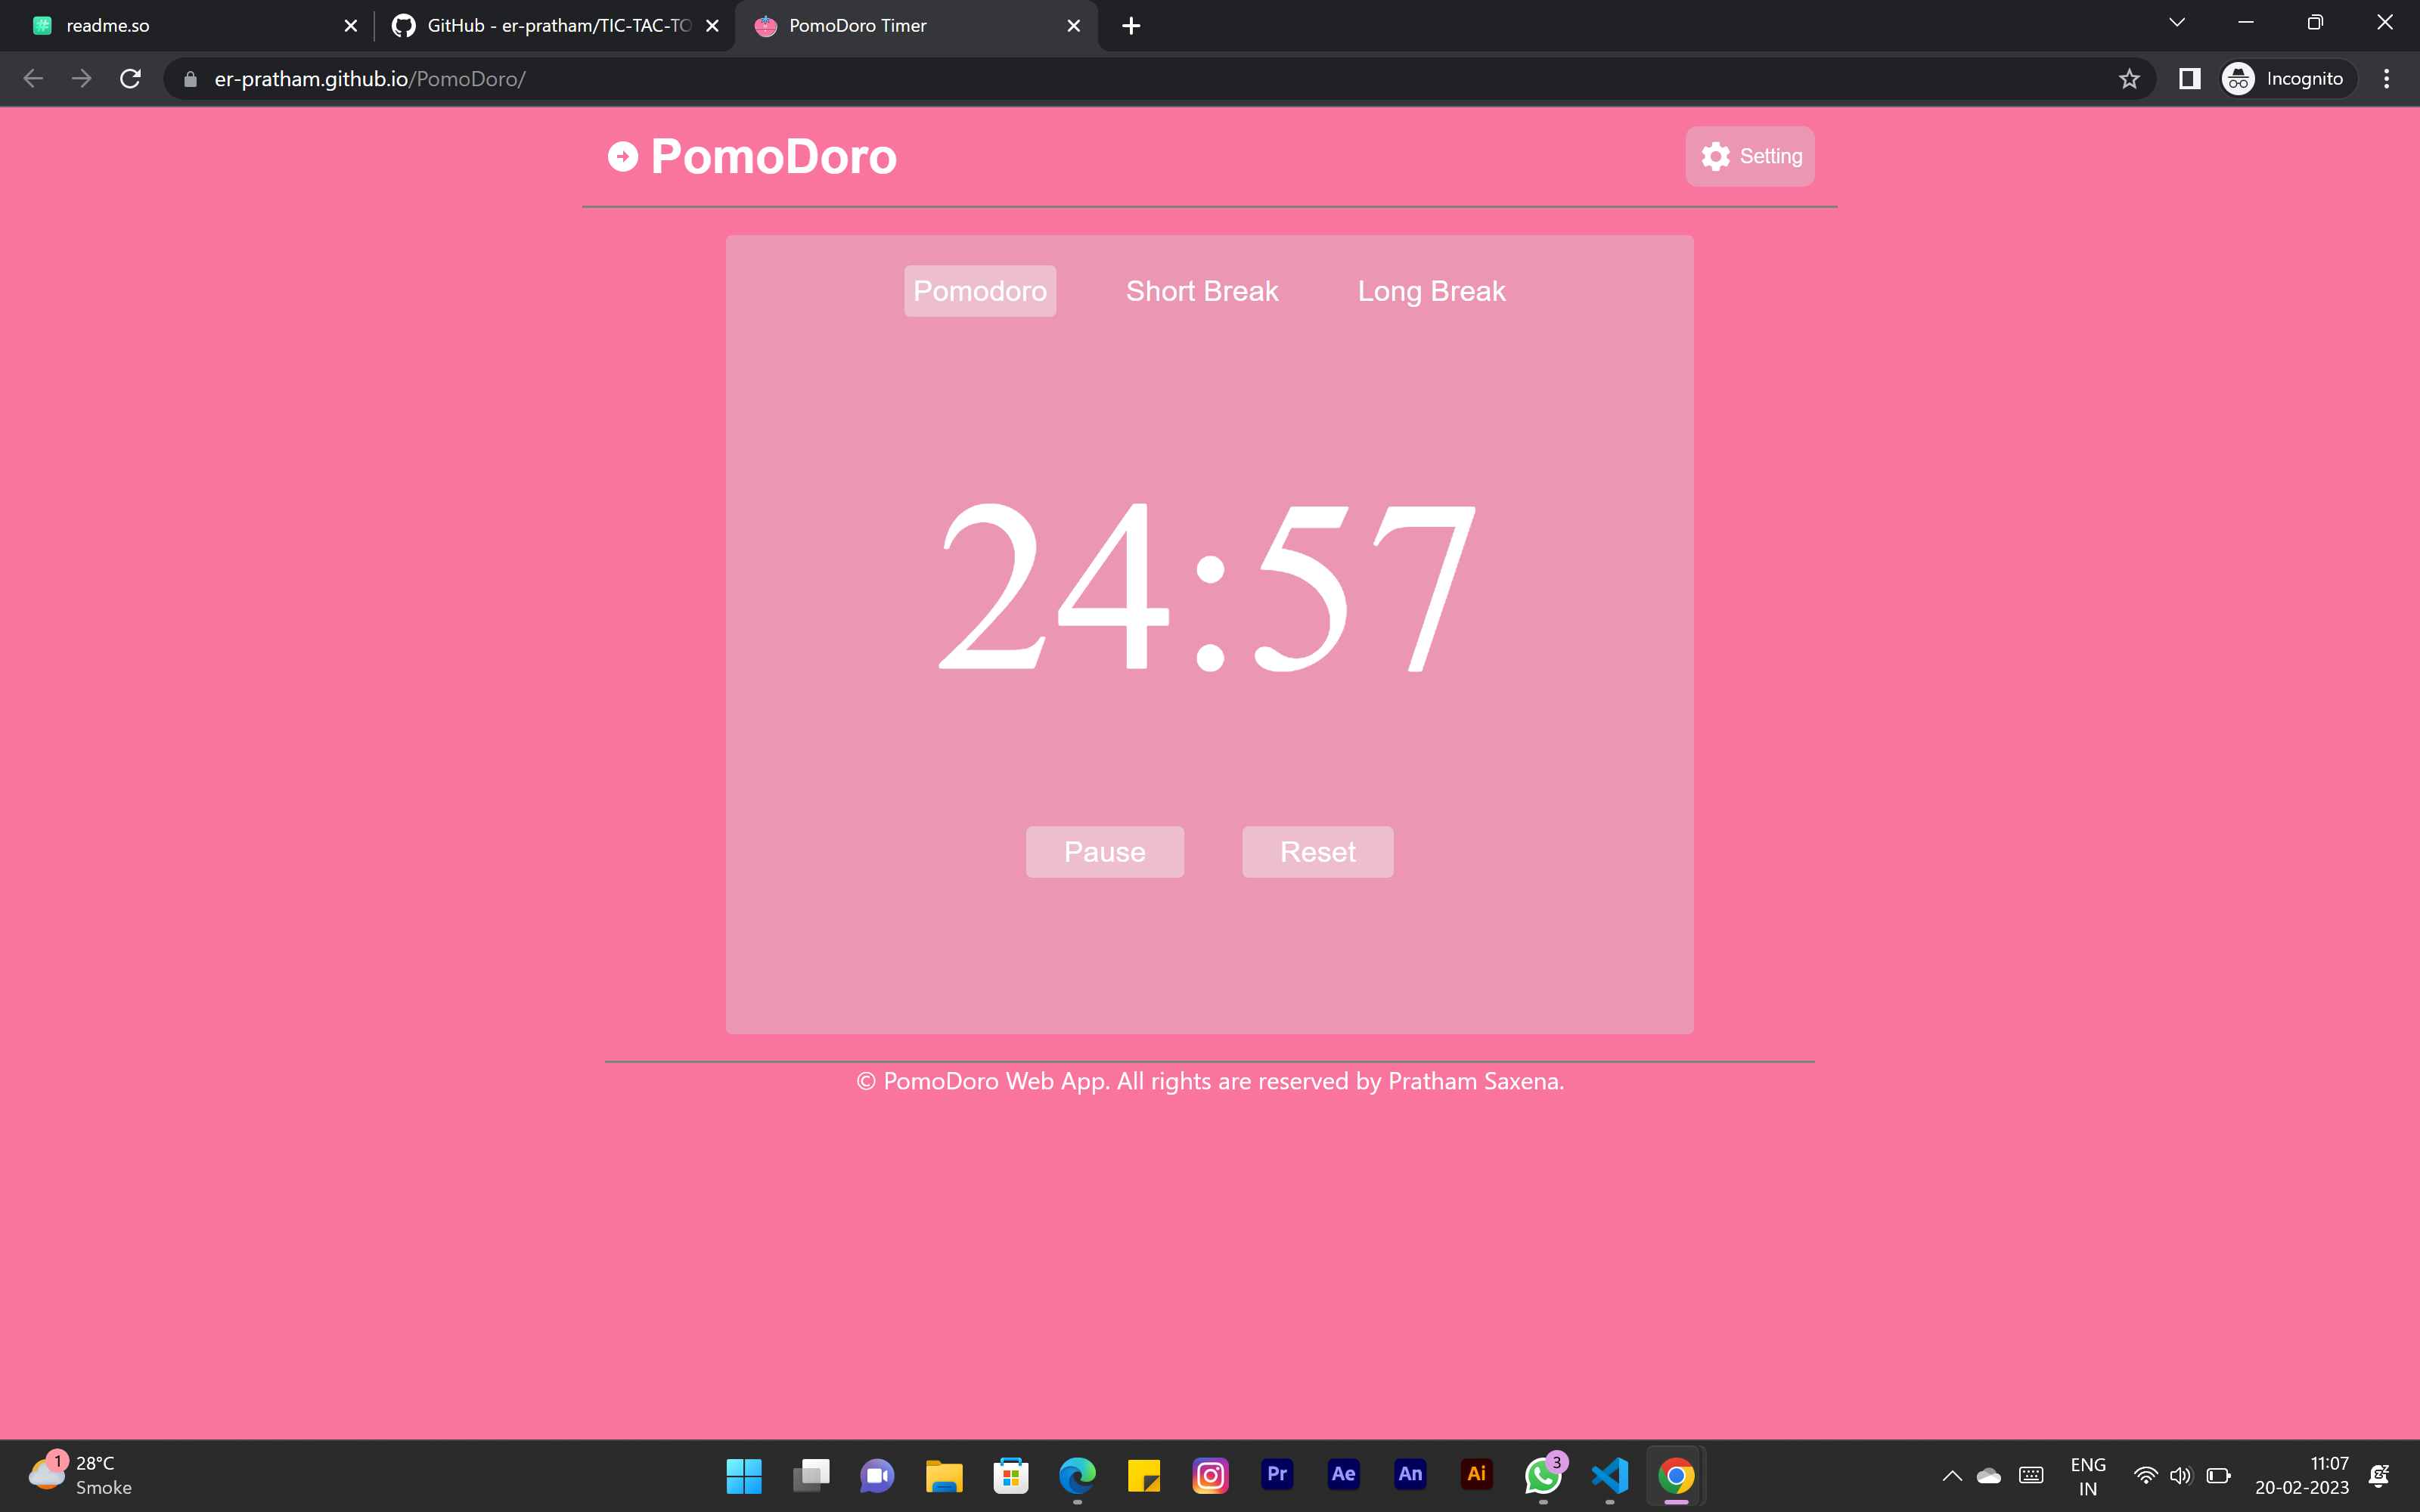 readme.so
GitHub - er-pratham/TIC-TAC-TO
PomoDoro Timer
er-pratham.github.io/PomoDoro/
Incognito
PomoDoro
Setting
Pomodoro
Short Break
Long Break
24:57
Pause
Reset
© PomoDoro Web App. All rights are reserved by Pratham Saxena.
1
28°C
Smoke
Pr
Ae
An
Ai
3
ENG
IN
11:07
20-02-2023